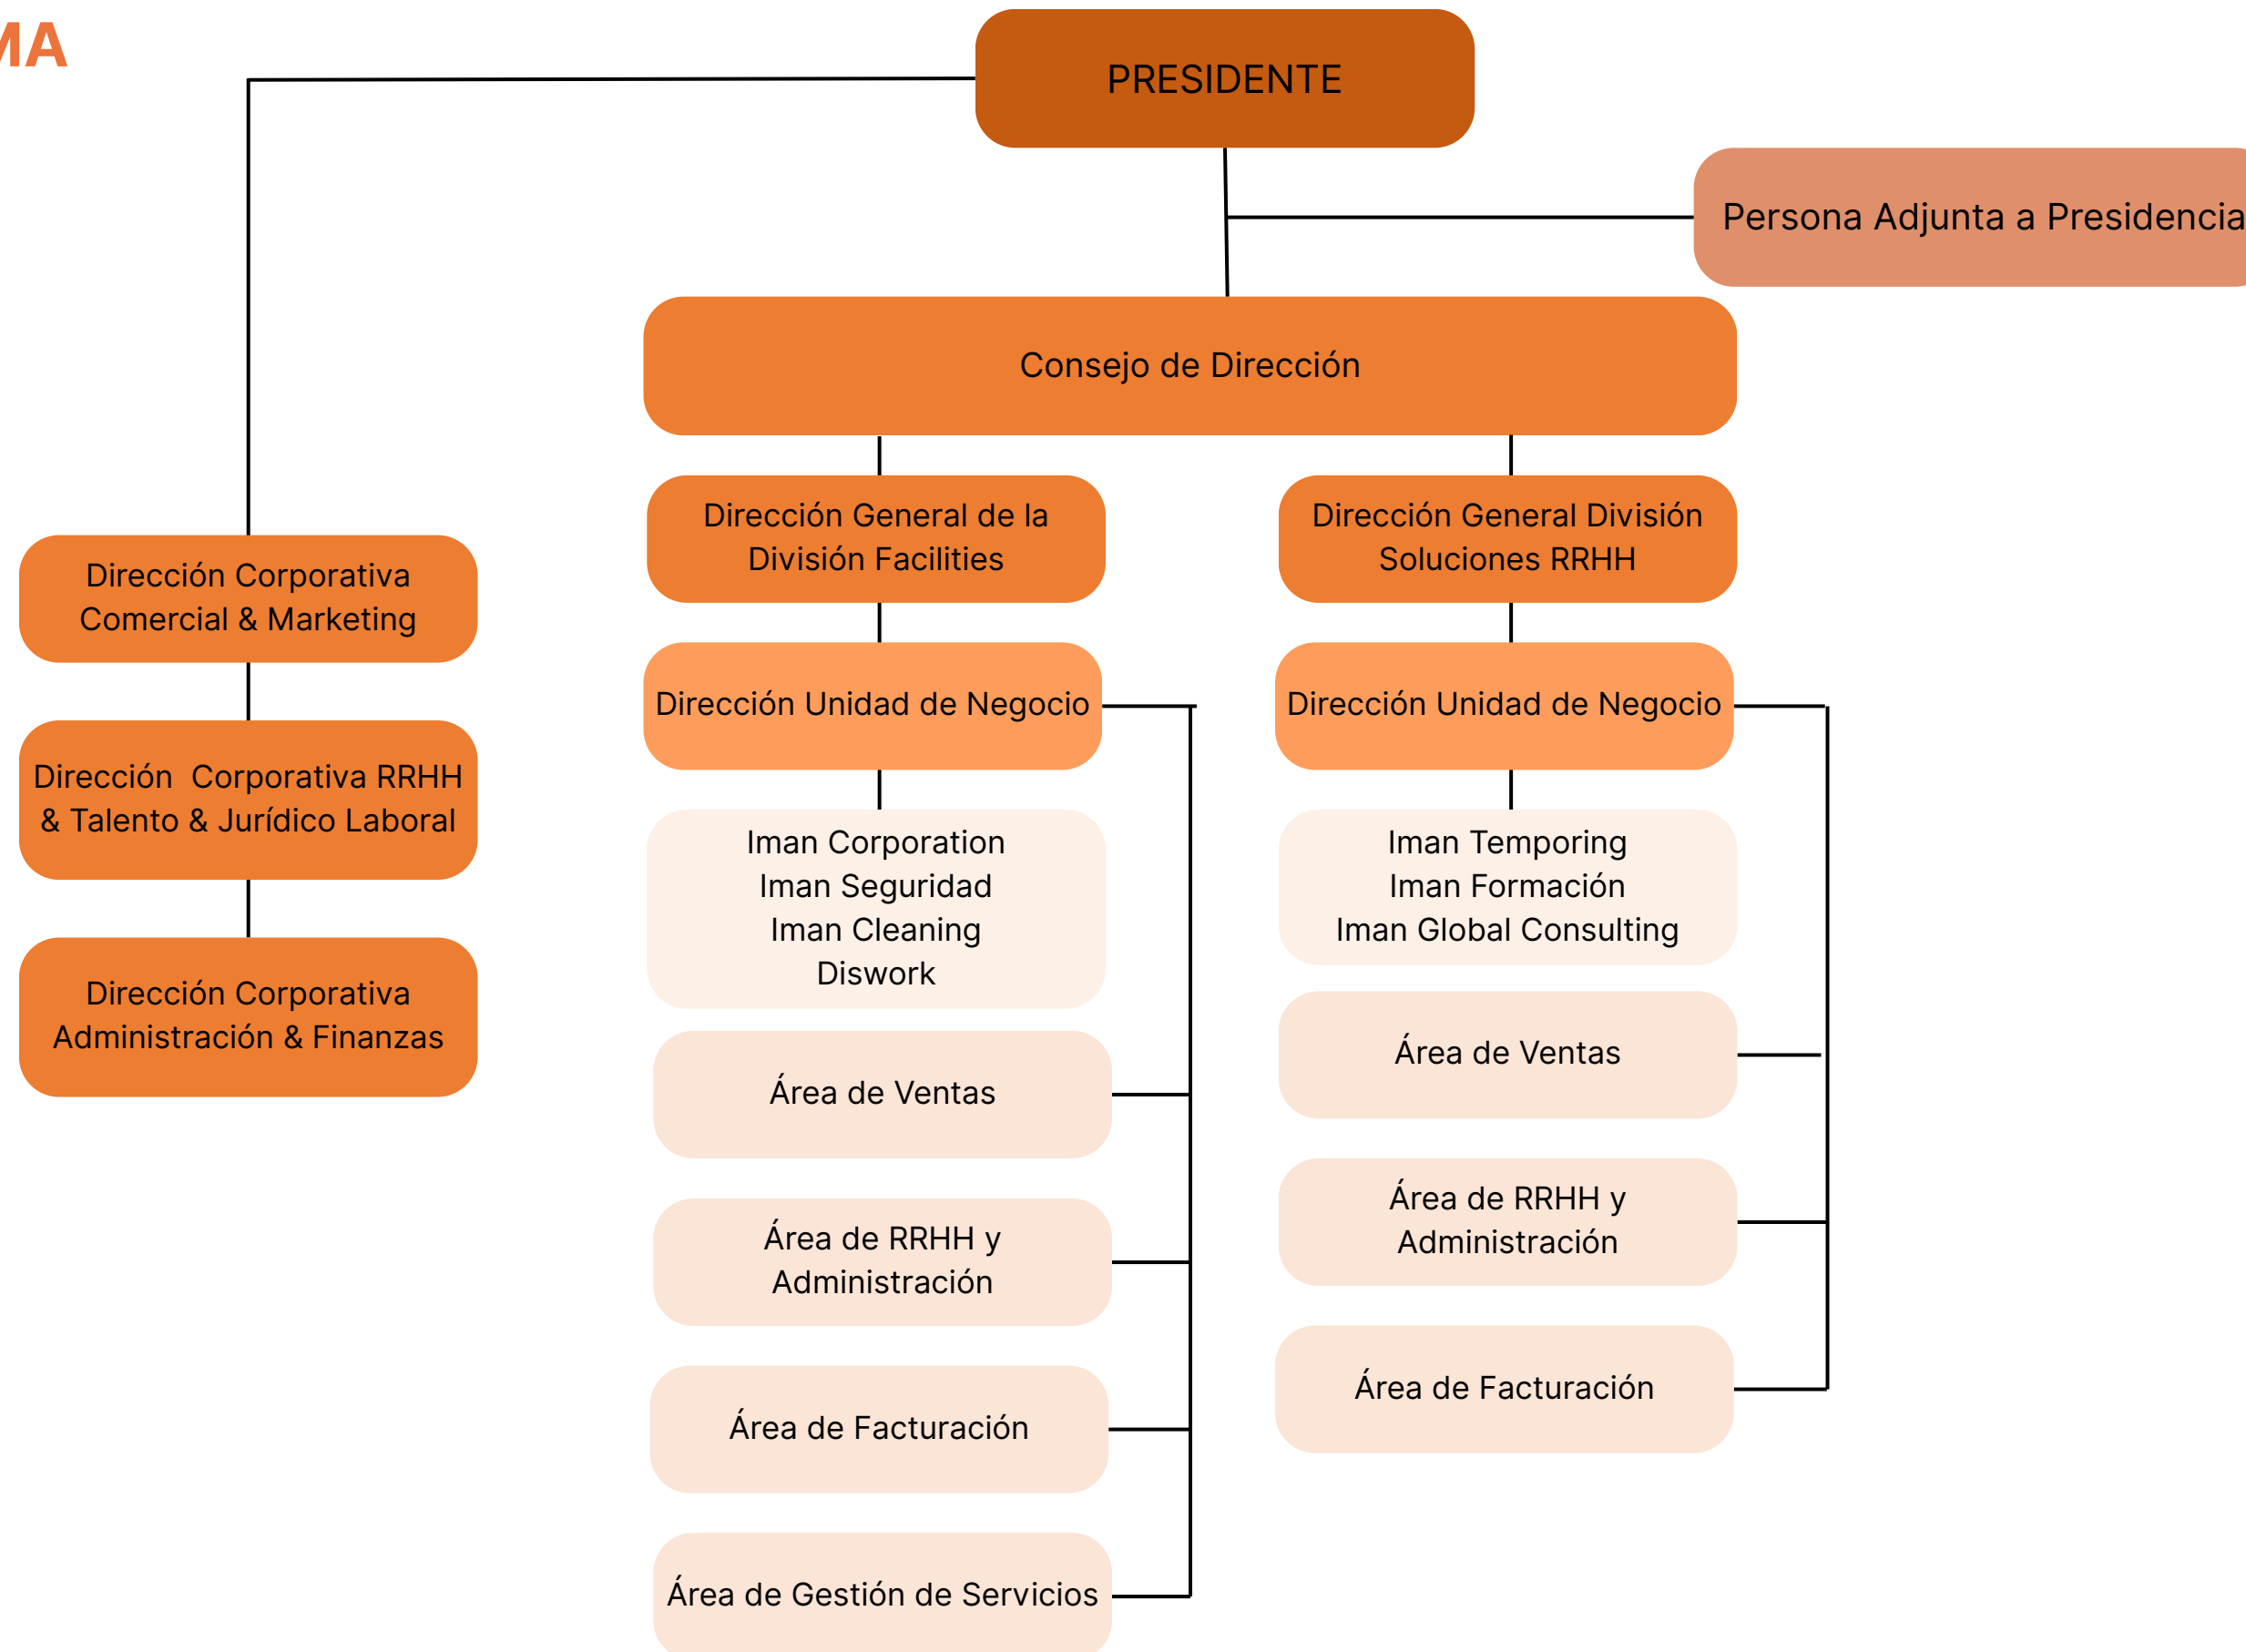 MA
PRESIDENTE
Persona Adjunta a Presidencia
Consejo de Dirección
Dirección Corporativa
Comercial & Marketing
Dirección  Corporativa RRHH
& Talento & Jurídico Laboral
Dirección Corporativa
Administración & Finanzas
Dirección General de la
División Facilities
Dirección Unidad de Negocio
Iman Corporation
Iman Seguridad
Iman Cleaning
Diswork
Área de Ventas
Área de RRHH y
Administración
Área de Facturación
Área de Gestión de Servicios
Dirección General División
Soluciones RRHH
Dirección Unidad de Negocio
Iman Temporing
Iman Formación
Iman Global Consulting
Área de Ventas
Área de RRHH y
Administración
Área de Facturación